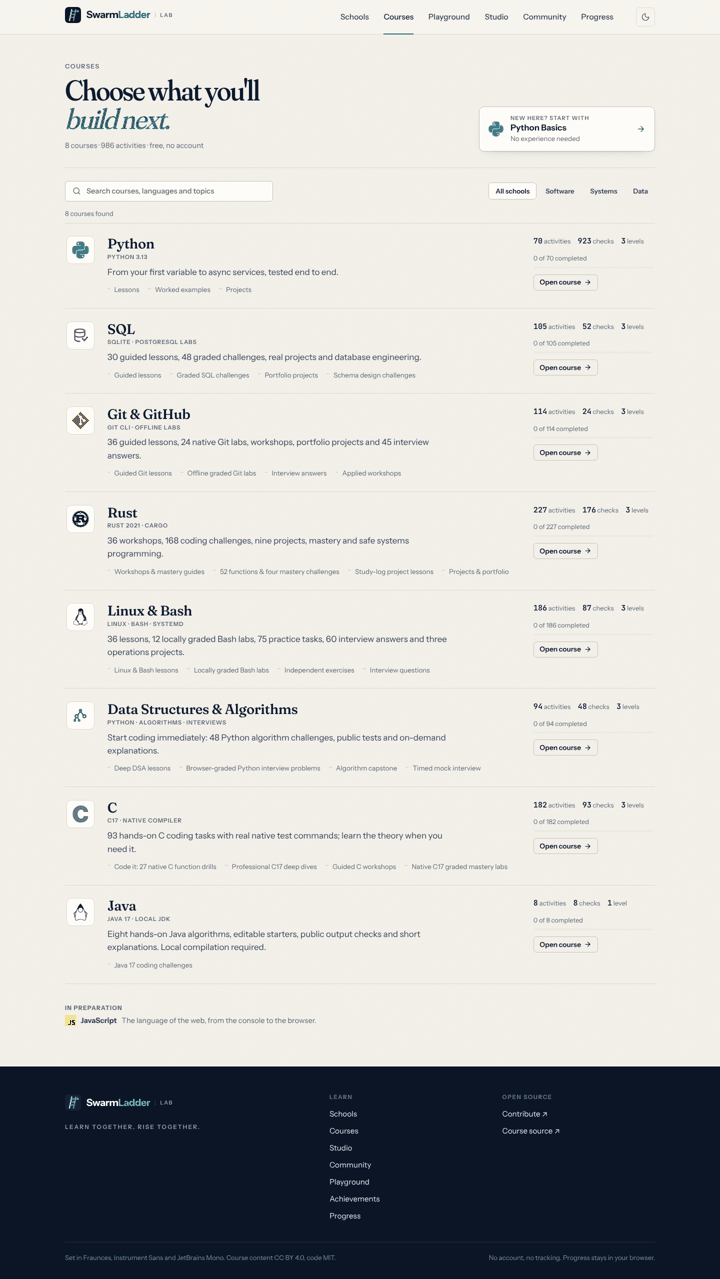 SwarmLadder LAB
Schools Courses Playground Studio Community Progress
COURSES
Choose what you'll
build next.
8 courses · 986 activities · free, no account
NEW HERE? START WITH
Python Basics
No experience needed
Search courses, languages and topics
All schools Software Systems Data
8 courses found
Python
PYTHON 3.13
From your first variable to async services, tested end to end.
Lessons Worked examples Projects
70 activities 923 checks 3 levels
0 of 70 completed
Open course →
SQL
SQLITE · POSTGRESQL LABS
30 guided lessons, 48 graded challenges, real projects and database engineering.
Guided lessons Graded SQL challenges Portfolio projects Schema design challenges
105 activities 52 checks 3 levels
0 of 105 completed
Open course →
Git & GitHub
GIT CLI · OFFLINE LABS
36 guided lessons, 24 native Git labs, workshops, portfolio projects and 45 interview
answers.
Guided Git lessons Offline graded Git labs Interview answers Applied workshops
114 activities 24 checks 3 levels
0 of 114 completed
Open course →
Rust
RUST 2021 · CARGO
36 workshops, 168 coding challenges, nine projects, mastery and safe systems
programming.
Workshops & mastery guides 52 functions & four mastery challenges Study-log project lessons Projects & portfolio
227 activities 176 checks 3 levels
0 of 227 completed
Open course →
Linux & Bash
LINUX · BASH · SYSTEMD
36 lessons, 12 locally graded Bash labs, 75 practice tasks, 60 interview answers and three
operations projects.
Linux & Bash lessons Locally graded Bash labs Independent exercises Interview questions
186 activities 87 checks 3 levels
0 of 186 completed
Open course →
Data Structures & Algorithms
PYTHON · ALGORITHMS · INTERVIEWS
Start coding immediately: 48 Python algorithm challenges, public tests and on-demand
explanations.
Deep DSA lessons Browser-graded Python interview problems Algorithm capstone Timed mock interview
94 activities 48 checks 3 levels
0 of 94 completed
Open course →
C
C17 · NATIVE COMPILER
93 hands-on C coding tasks with real native test commands; learn the theory when you
need it.
Code it: 27 native C function drills Professional C17 deep dives Guided C workshops Native C17 graded mastery labs
182 activities 93 checks 3 levels
0 of 182 completed
Open course →
Java
JAVA 17 · LOCAL JDK
Eight hands-on Java algorithms, editable starters, public output checks and short
explanations. Local compilation required.
Java 17 coding challenges
8 activities 8 checks 1 level
0 of 8 completed
Open course →
IN PREPARATION
JS JavaScript The language of the web, from the console to the browser.
SwarmLadder LAB
LEARN TOGETHER. RISE TOGETHER.
LEARN
Schools
Courses
Studio
Community
Playground
Achievements
Progress
OPEN SOURCE
Contribute ↗
Course source ↗
Set in Fraunces, Instrument Sans and JetBrains Mono. Course content CC BY 4.0, code MIT.
No account, no tracking. Progress stays in your browser.